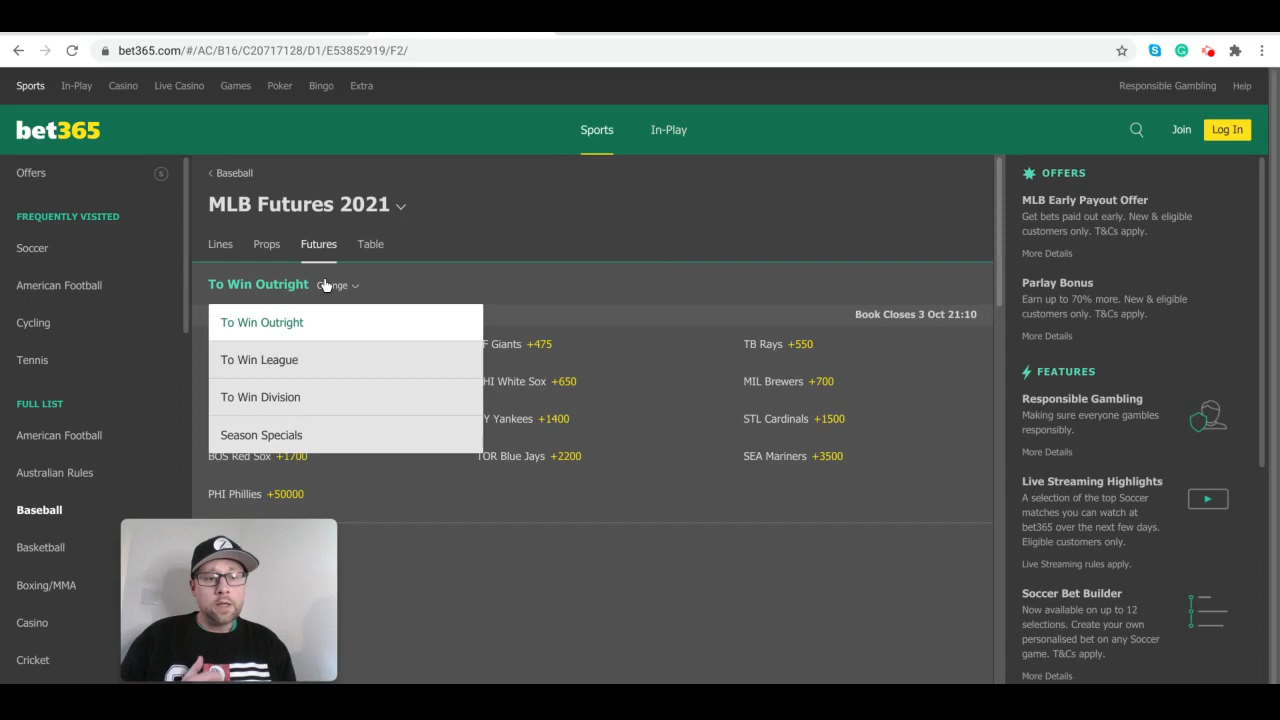 bet365.com/#/AC/B16/C20717128/D1/E53852919/F2/
Sports In-Play Casino Live Casino Games Poker Bingo Extra Responsible Gambling Help
bet365 Sports In-Play Join Log In
Offers 5
FREQUENTLY VISITED
Soccer
American Football
Cycling
Tennis
FULL LIST
American Football
Australian Rules
Baseball
Basketball
Boxing/MMA
Casino
Cricket
Baseball
MLB Futures 2021
Lines Props Futures Table
To Win Outright
To Win Outright
To Win League
To Win Division
Season Specials
Book Closes 3 Oct 21:10
Giants +475 TB Rays +550
White Sox +650 MIL Brewers +700
Yankees +1400 STL Cardinals +1500
BOS Red Sox +1700 TOR Blue Jays +2200 SEA Mariners +3500
PHI Phillies +50000
OFFERS
MLB Early Payout Offer
Get bets paid out early. New & eligible
customers only. T&Cs apply.
More Details
Parlay Bonus
Earn up to 70% more. New & eligible
customers only. T&Cs apply.
More Details
FEATURES
Responsible Gambling
Making sure everyone gambles
responsibly.
More Details
Live Streaming Highlights
A selection of the top Soccer
matches you can watch at
bet365 over the next few days.
Eligible customers only.
Live Streaming rules apply.
Soccer Bet Builder
Now available on up to 12
selections. Create your own
personalised bet on any Soccer
game. T&Cs apply.
More Details